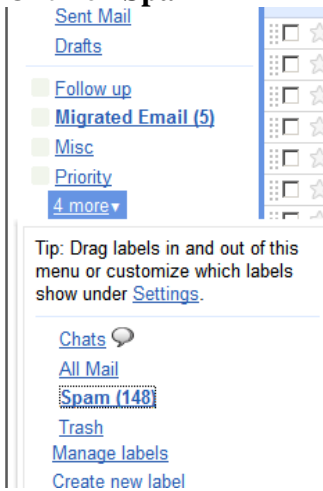 Sent Mail
Drafts
Follow up
Migrated Email (5)
Misc
Priority
4 more▾
Tip: Drag labels in and out of this
menu or customize which labels
show under Settings.
Chats
All Mail
Spam (148)
Trash
Manage labels
Create new label